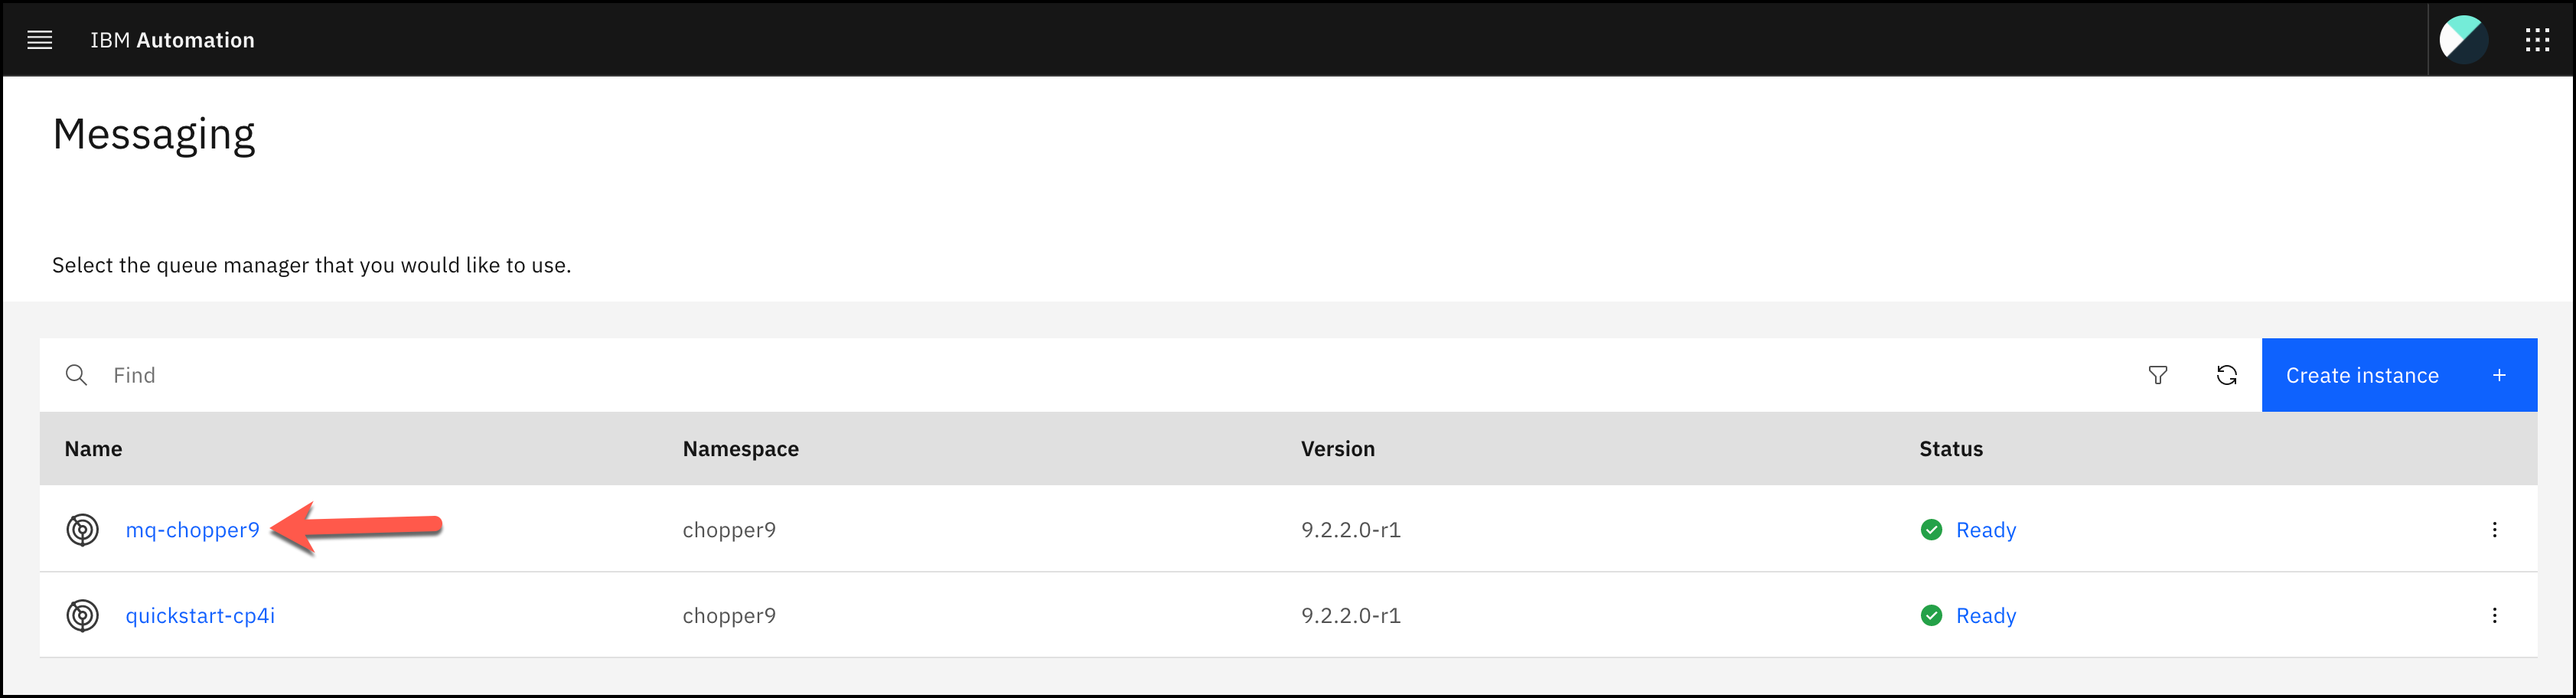 IBM Automation
Messaging
Select the queue manager that you would like to use.
Find
Create instance +
Name Namespace Version Status
mq-chopper9 chopper9 9.2.2.0-r1 Ready
quickstart-cp4i chopper9 9.2.2.0-r1 Ready